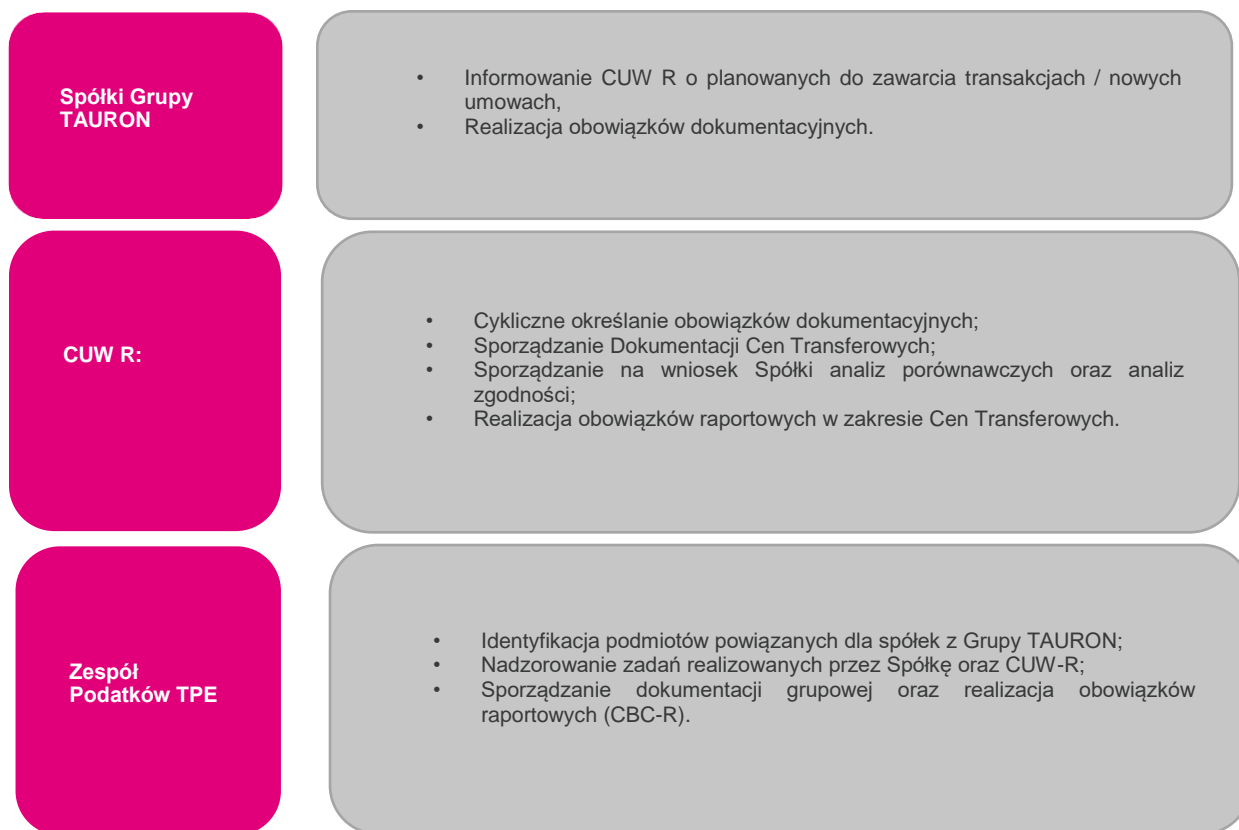 Spółki Grupy
TAURON
• Informowanie CUW R o planowanych do zawarcia transakcjach / nowych
umowach,
• Realizacja obowiązków dokumentacyjnych.
CUW R:
• Cykliczne określanie obowiązków dokumentacyjnych;
• Sporządzanie Dokumentacji Cen Transferowych;
• Sporządzanie na wniosek Spółki analiz porównawczych oraz analiz
zgodności;
• Realizacja obowiązków raportowych w zakresie Cen Transferowych.
Zespół
Podatków TPE
• Identyfikacja podmiotów powiązanych dla spółek z Grupy TAURON;
• Nadzorowanie zadań realizowanych przez Spółkę oraz CUW-R;
• Sporządzanie dokumentacji grupowej oraz realizacja obowiązków
raportowych (CBC-R).